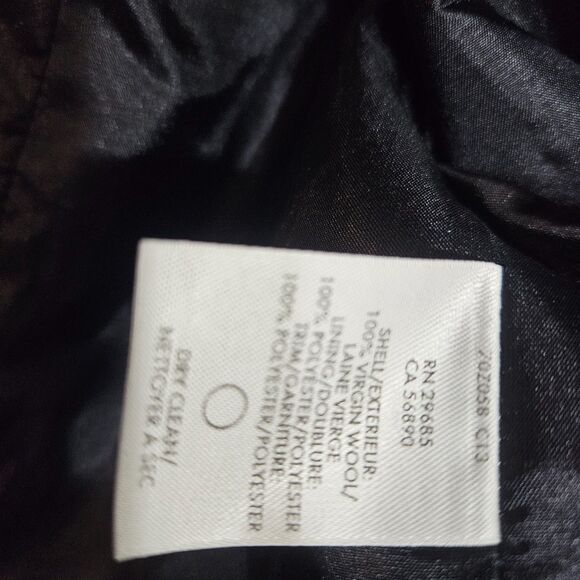 702058 C13
RN 29685
CA 56890
SHELL/EXTERIEUR:
100% VIRGIN WOOL/
LAINE VIERGE
LINING/DOUBLURE:
100% POLYESTER/POLYESTER
TRIM/GARNITURE:
100% POLYESTER/POLYESTER
DRY CLEAN/
NETTOYER A SEC